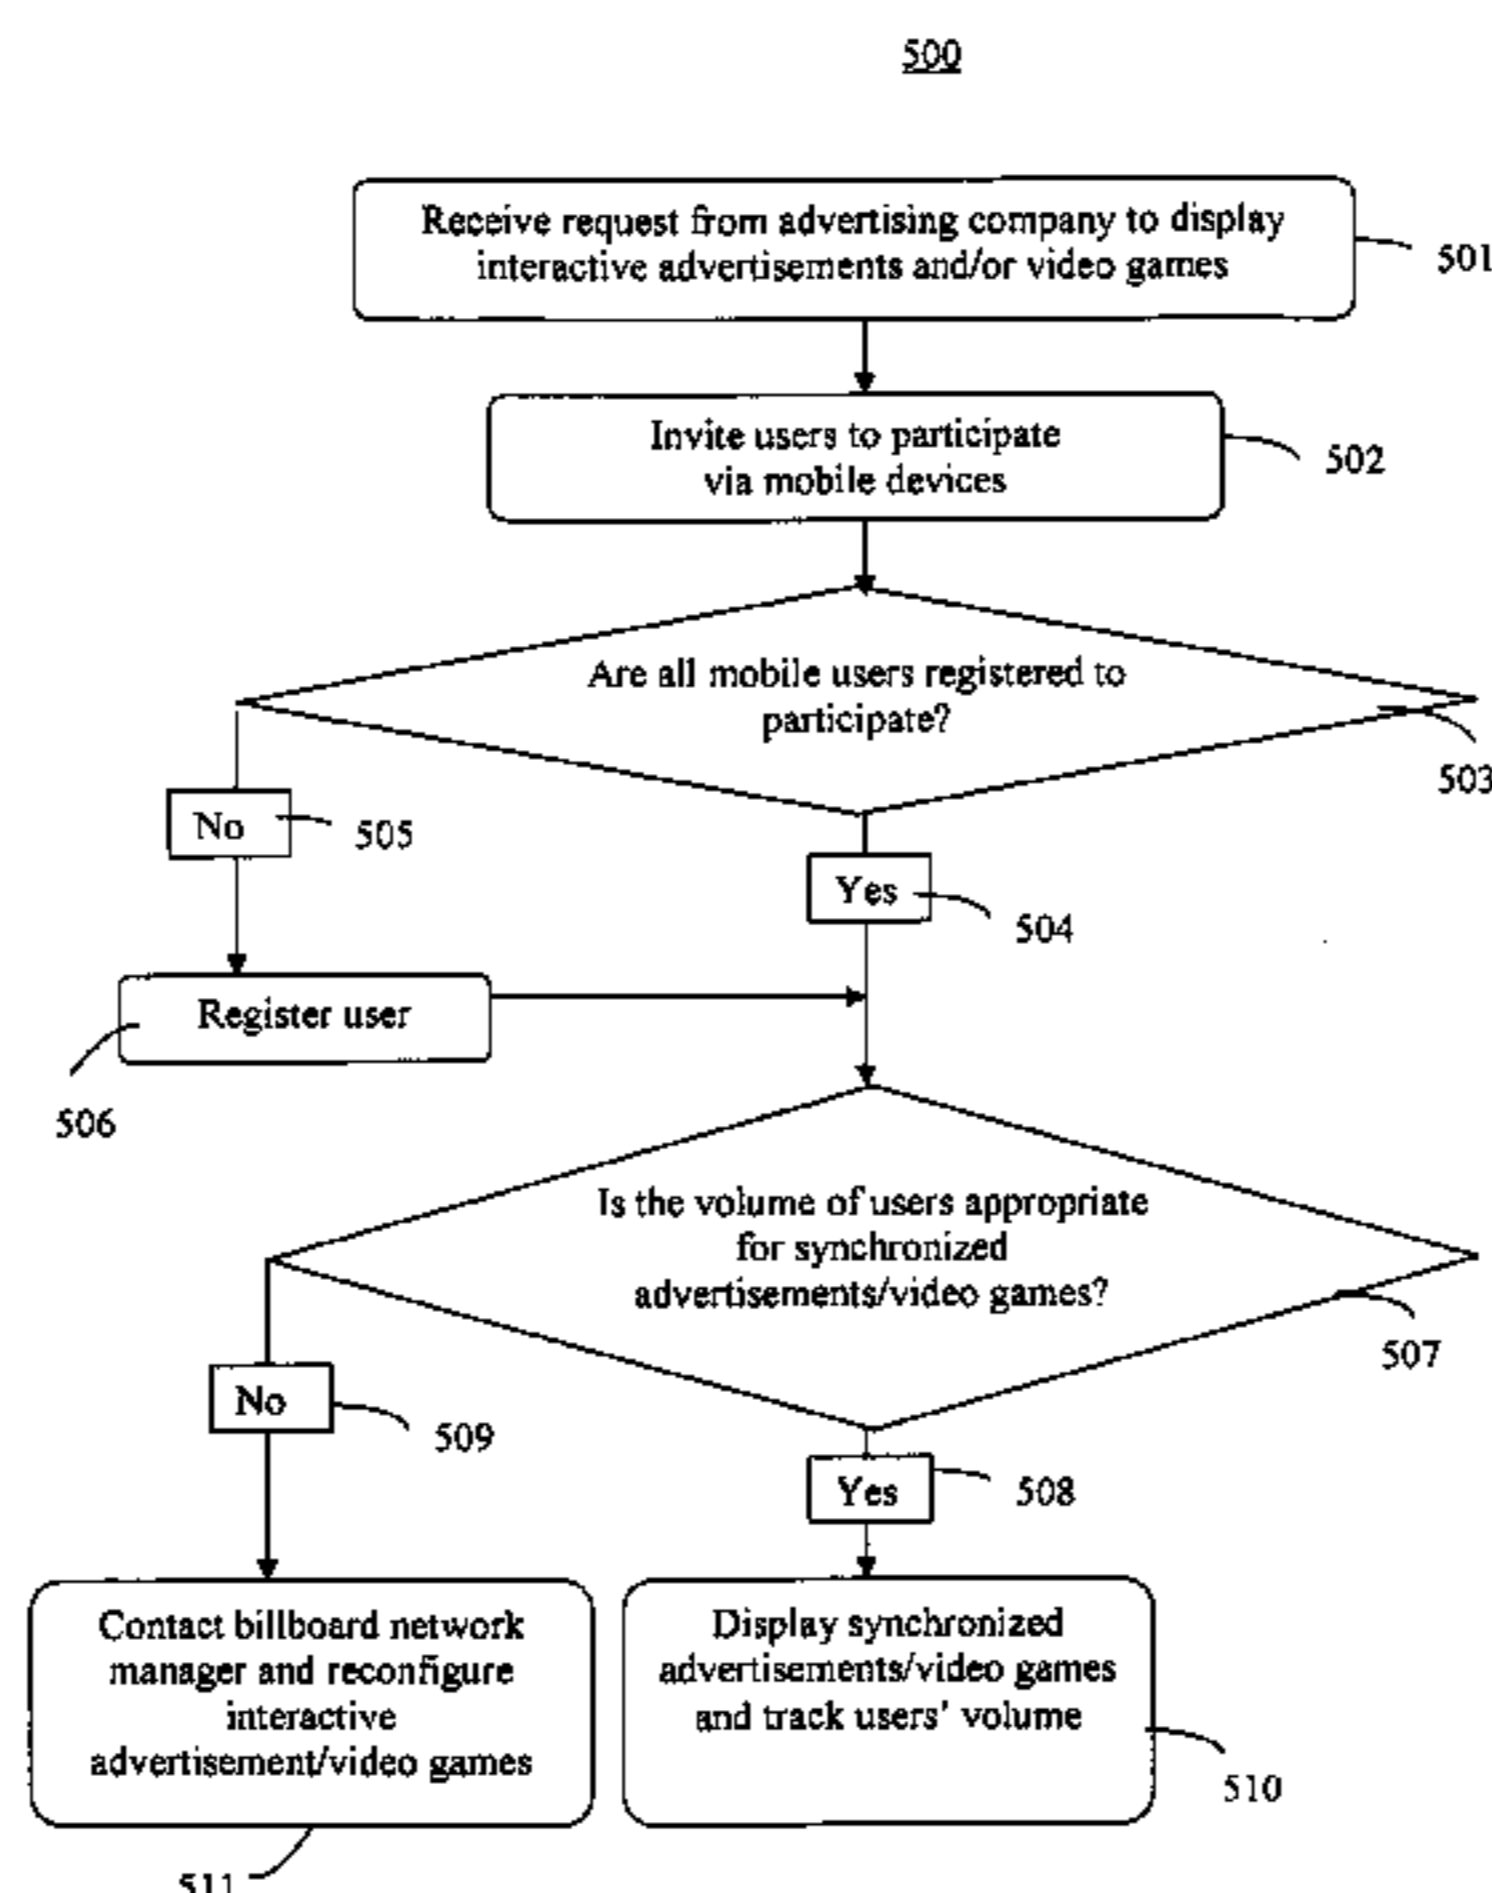 500
Receive request from advertising company to display
interactive advertisements and/or video games
501
Invite users to participate
via mobile devices
502
Are all mobile users registered to
participate?
503
No
505
Yes
504
Register user
506
Is the volume of users appropriate
for synchronized
advertisements/video games?
507
No
509
Yes
508
Contact billboard network
manager and reconfigure
interactive
advertisement/video games
511
Display synchronized
advertisements/video games
and track users' volume
510